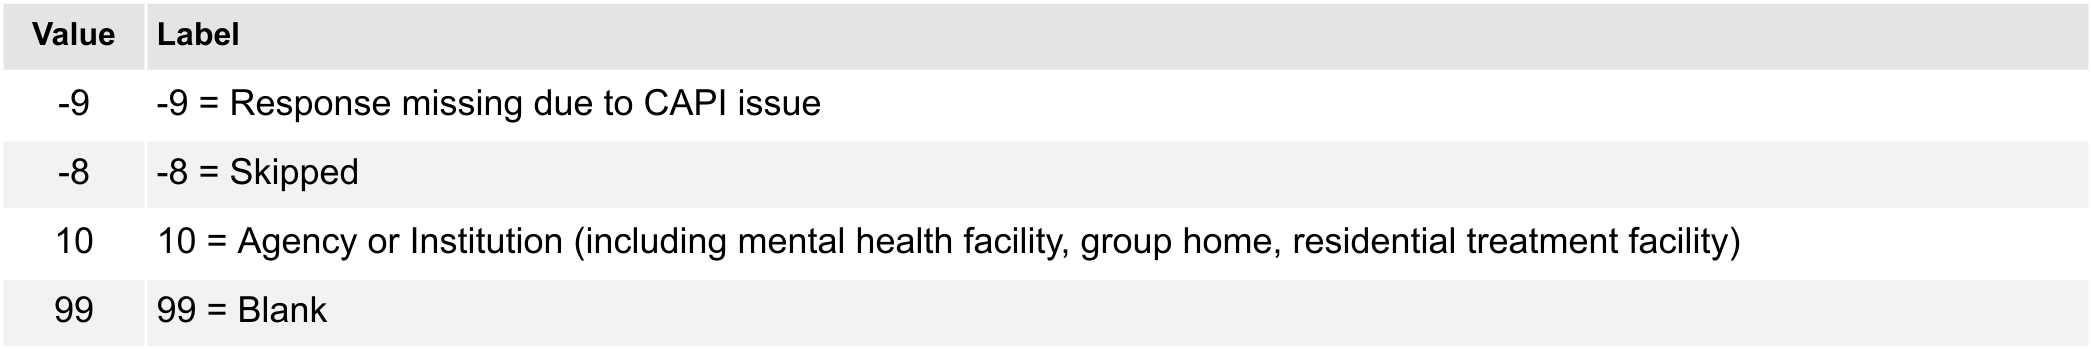 Value Label
-9 -9 = Response missing due to CAPI issue
-8 -8 = Skipped
10 10 = Agency or Institution (including mental health facility, group home, residential treatment facility)
99 99 = Blank